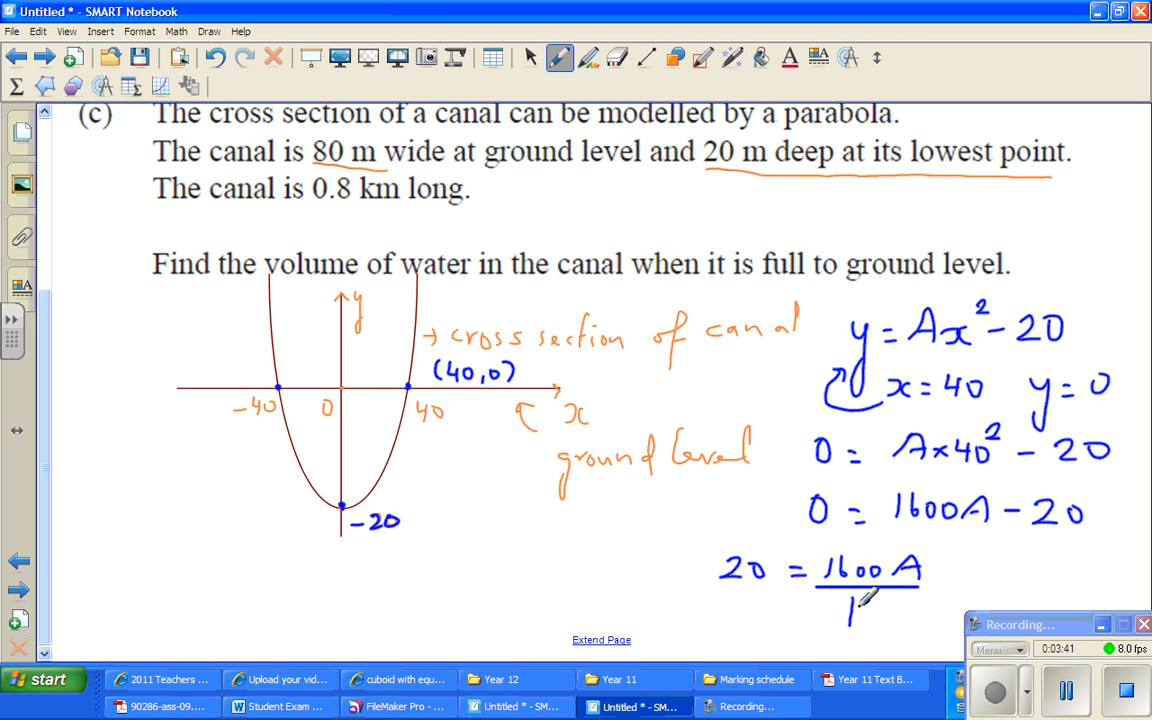 Untitled * - SMART Notebook
File Edit View Insert Format Math Draw Help
(c) The cross section of a canal can be modelled by a parabola.
The canal is 80 m wide at ground level and 20 m deep at its lowest point.
The canal is 0.8 km long.
Find the volume of water in the canal when it is full to ground level.
y
→ cross section of canal
(40,0)
-40 0 40 x
ground level
-20
y = Ax² - 20
x = 40 y = 0
0 = A×40² - 20
0 = 1600A - 20
20 = 1600 A
1
Extend Page
Recording...
Menu 0:03:41 8.0 fps
start 2011 Teachers ... Upload your vid... cuboid with equ... Year 12 Year 11 Marking schedule Year 11 Text B...
90286-ass-09.... Student Exam ... FileMaker Pro - ... Untitled * - SM... Untitled * - SM... Recording...